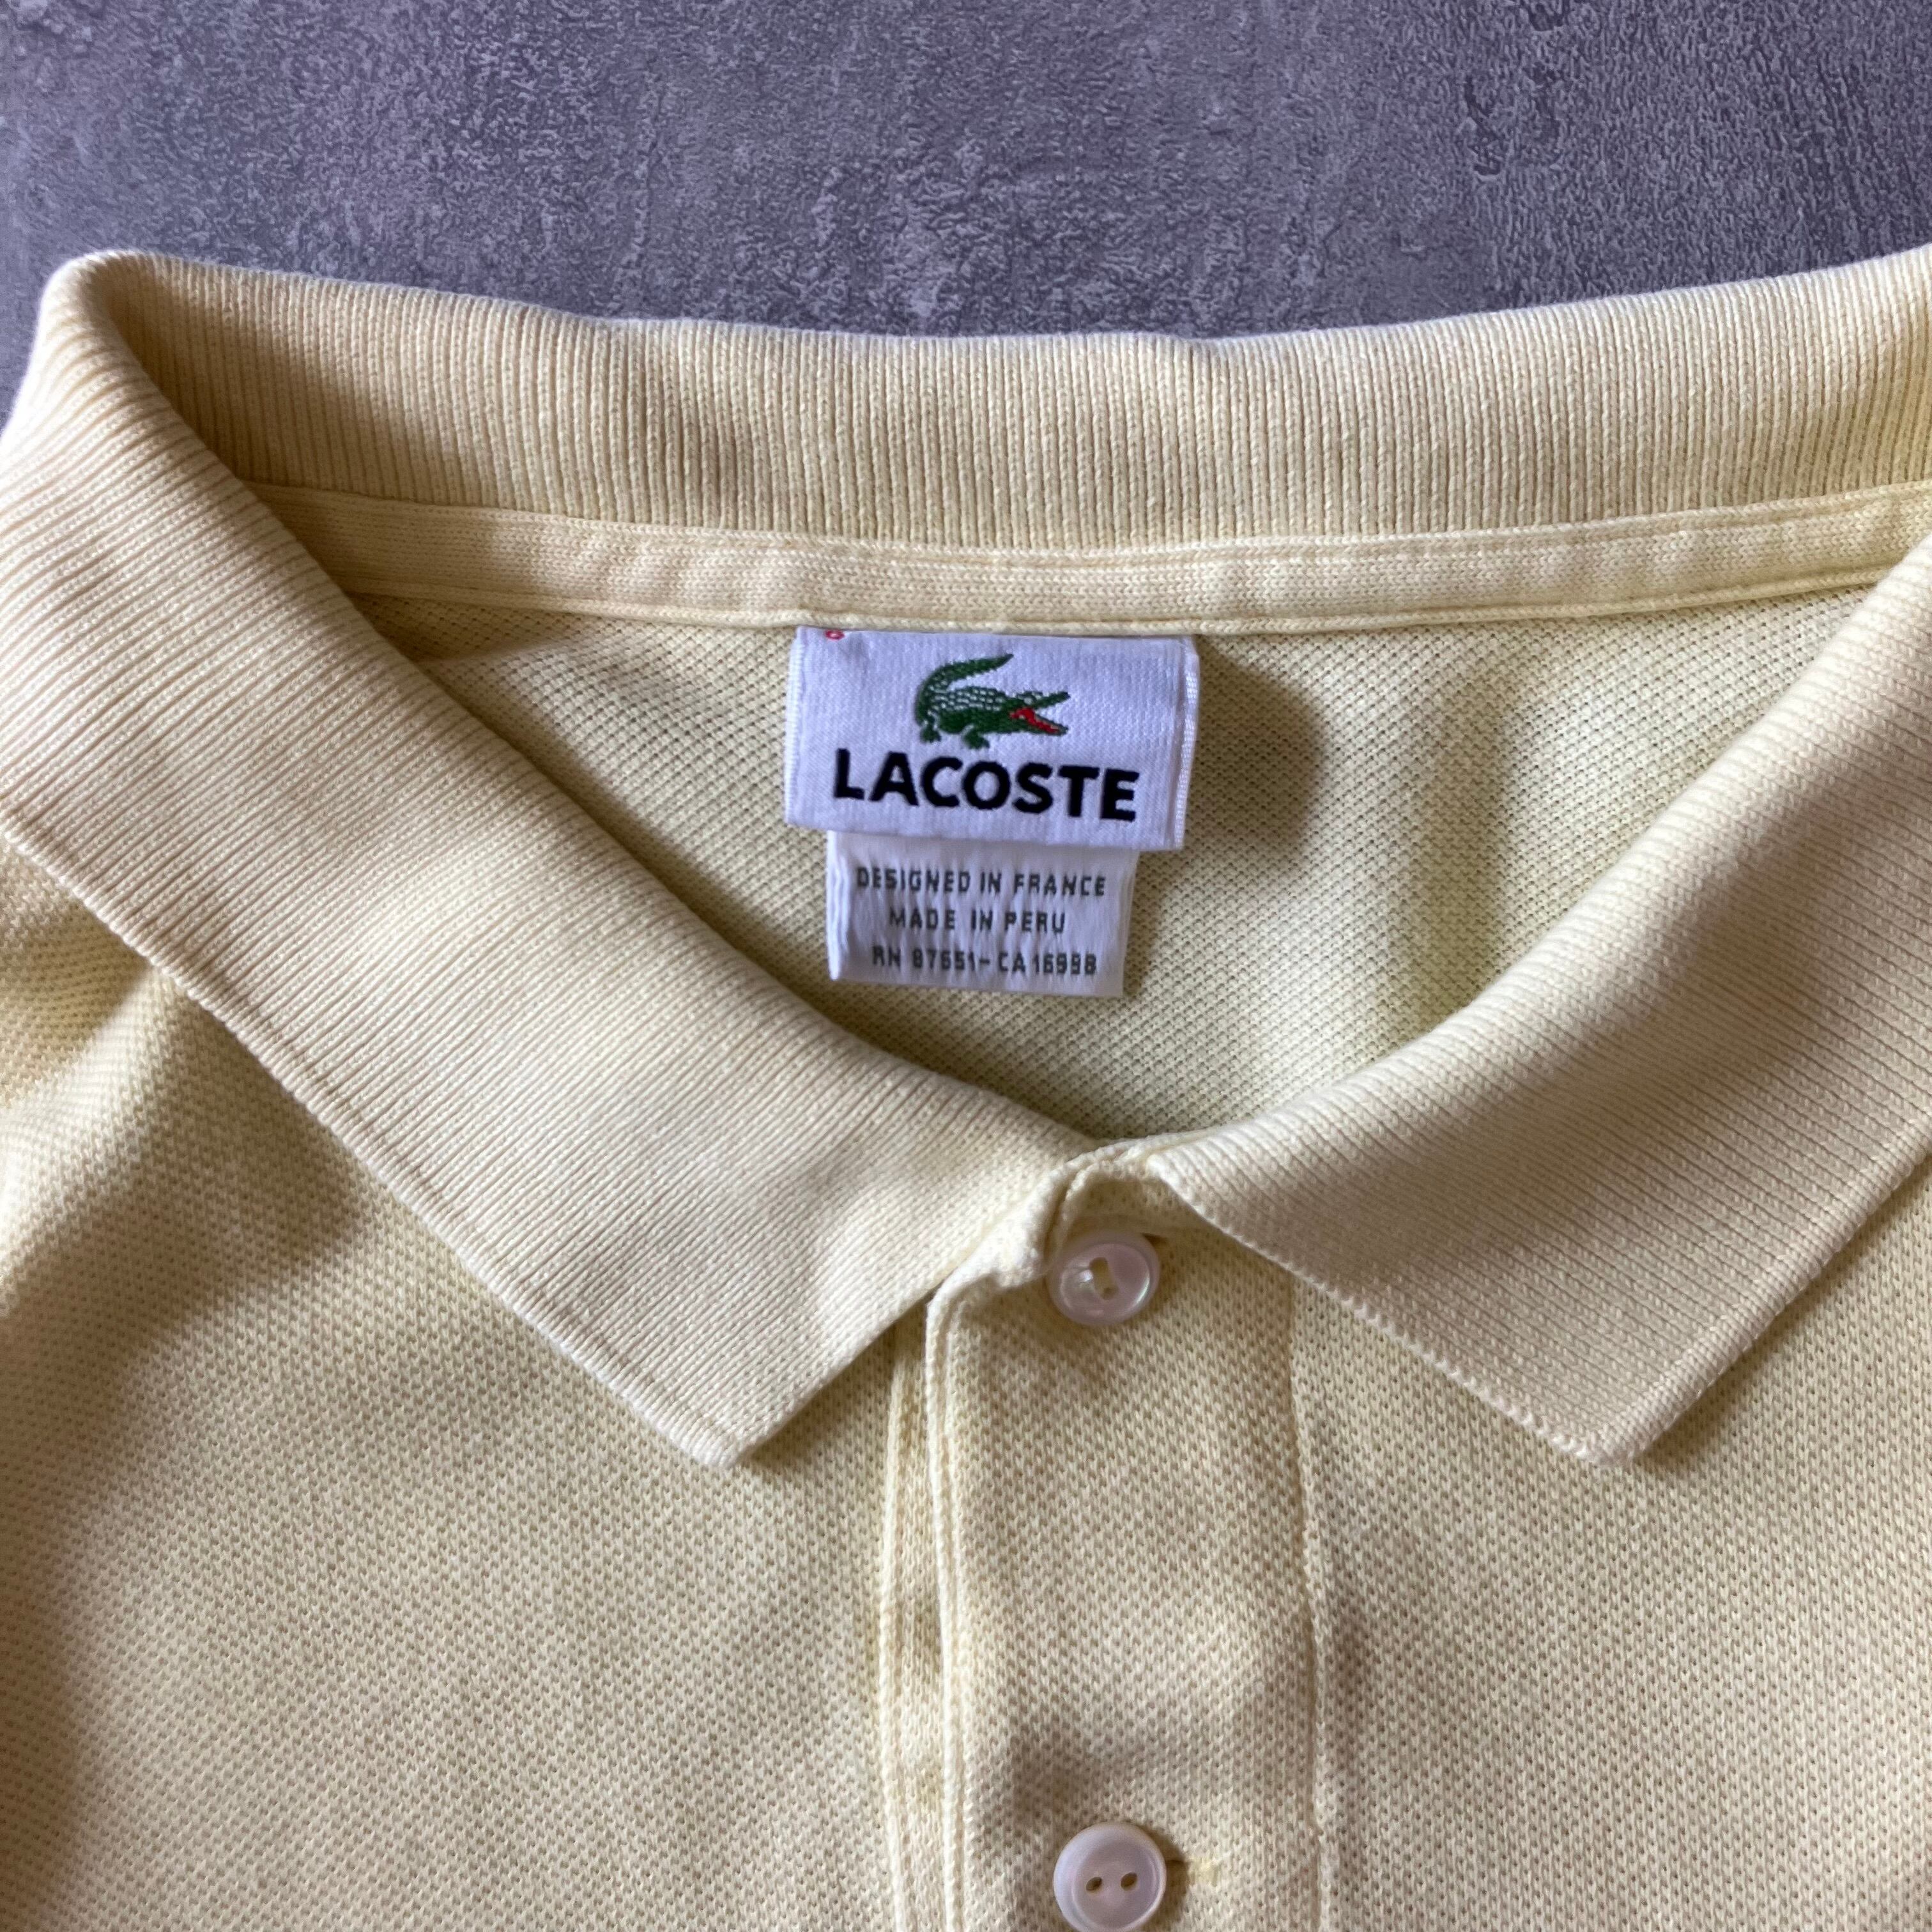 LACOSTE
DESIGNED IN FRANCE
MADE IN PERU
RN 87651-CA 16998